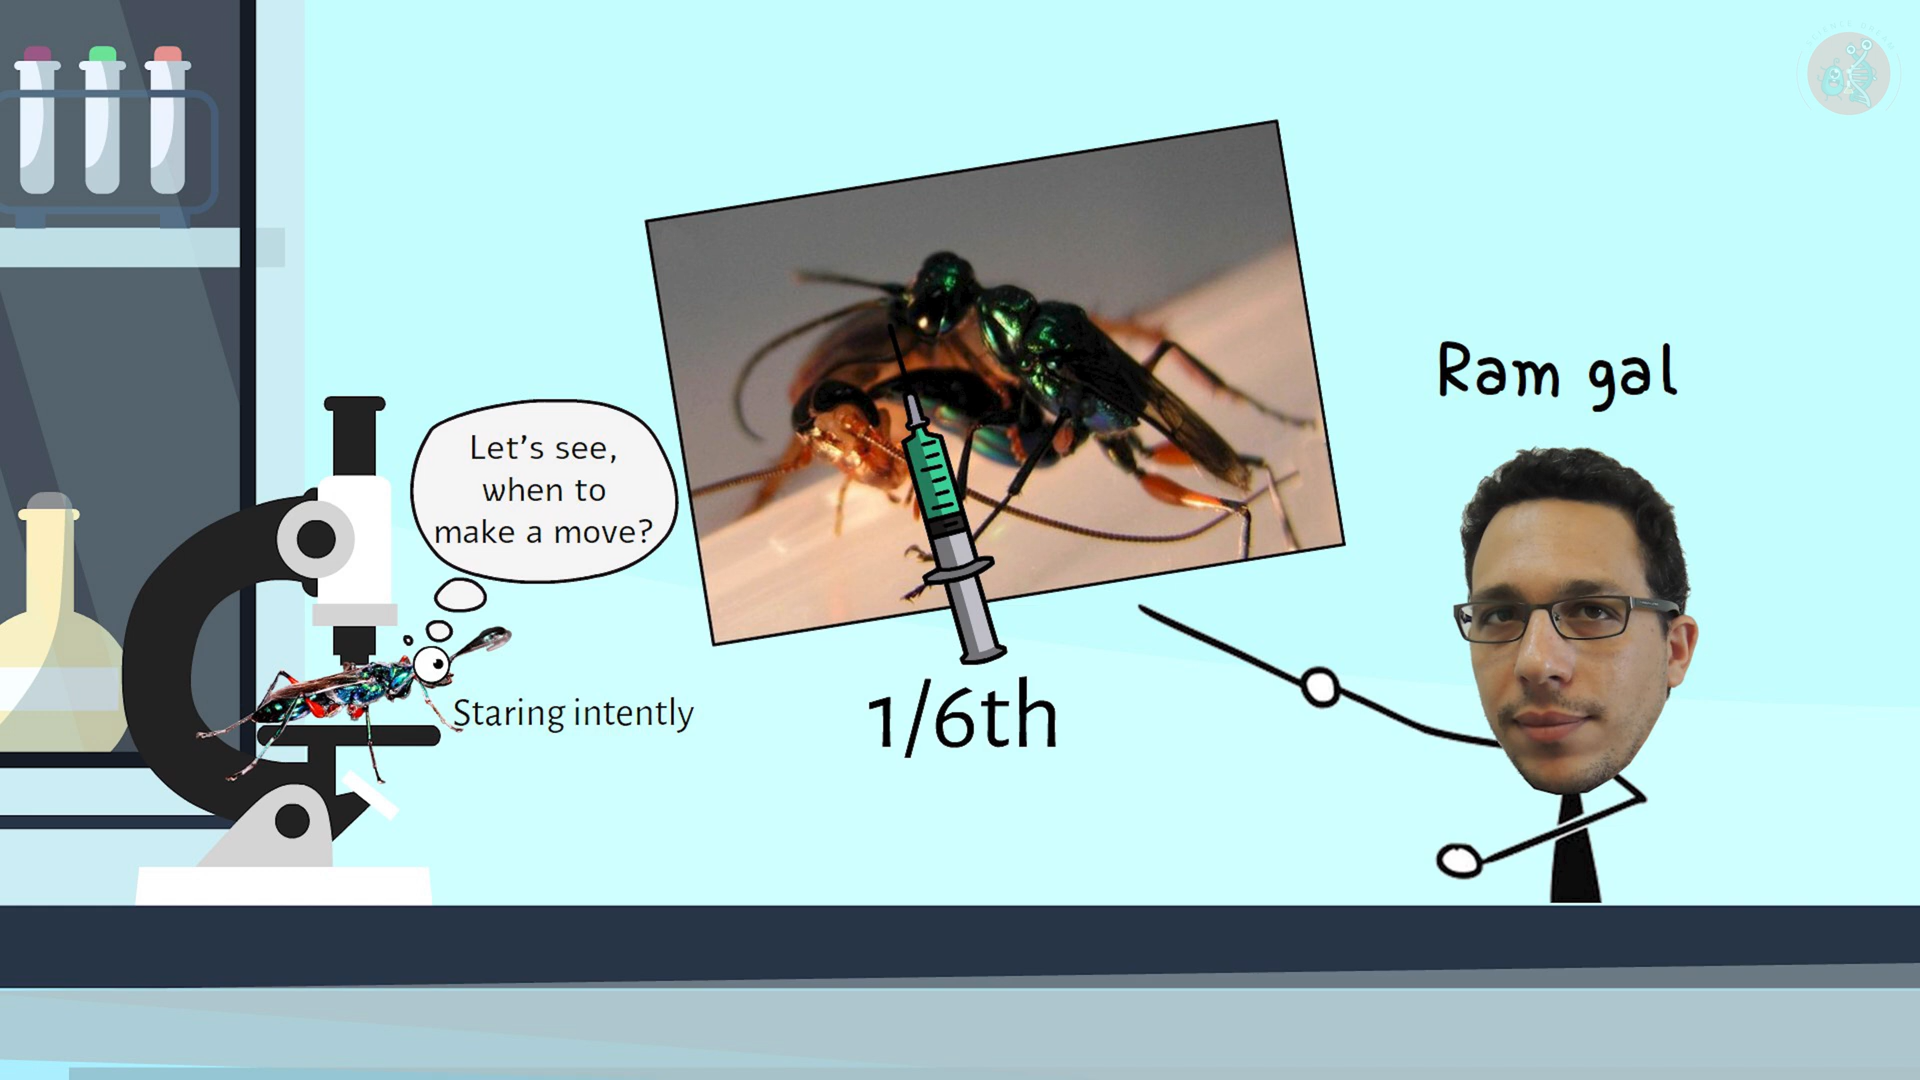 Ram gal
Let's see,
when to
make a move?
Staring intently
1/6th